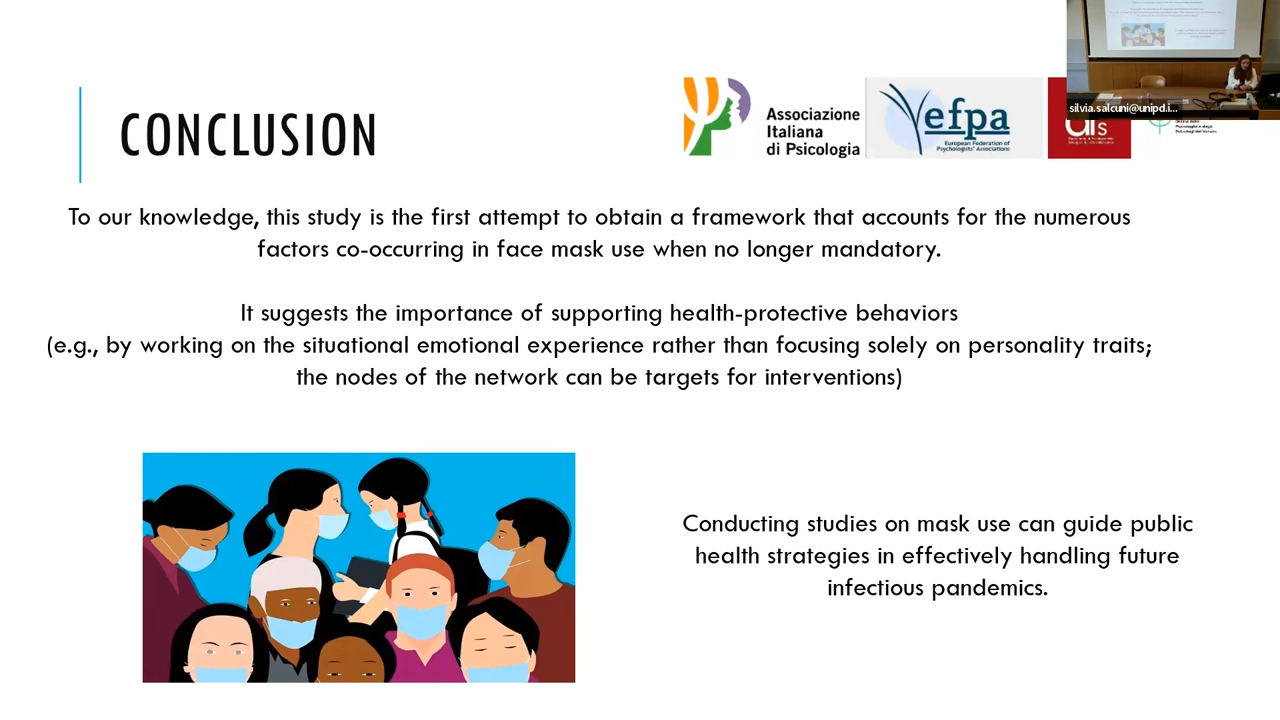 CONCLUSION
Associazione
Italiana
di Psicologia
efpa
European Federation of
Psychologists' Associations
silvia.salcuni@unipd.i...
To our knowledge, this study is the first attempt to obtain a framework that accounts for the numerous
factors co-occurring in face mask use when no longer mandatory.
It suggests the importance of supporting health-protective behaviors
(e.g., by working on the situational emotional experience rather than focusing solely on personality traits;
the nodes of the network can be targets for interventions)
Conducting studies on mask use can guide public
health strategies in effectively handling future
infectious pandemics.